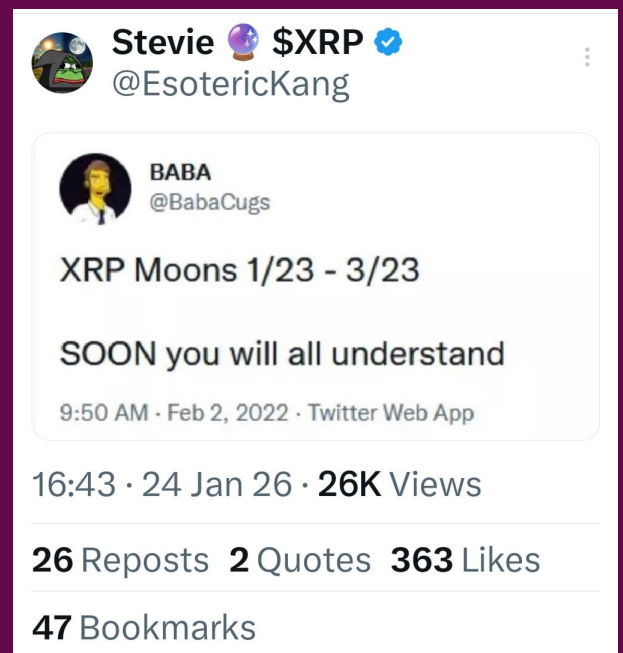 Stevie 🔮 $XRP
@EsotericKang
BABA
@BabaCugs
XRP Moons 1/23 - 3/23
SOON you will all understand
9:50 AM · Feb 2, 2022 · Twitter Web App
16:43 · 24 Jan 26 · 26K Views
26 Reposts 2 Quotes 363 Likes
47 Bookmarks